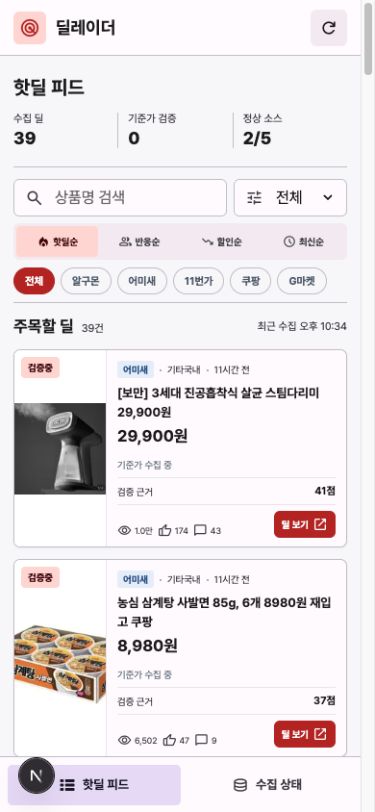 딜레이더
핫딜 피드
수집 딜
39
기준가 검증
0
정상 소스
2/5
상품명 검색
전체
핫딜순
반응순
할인순
최신순
전체
알구몬
어미새
11번가
쿠팡
G마켓
주목할 딜 39건
최근 수집 오후 10:34
검증중
어미새 · 기타국내 · 11시간 전
[보만] 3세대 진공흡착식 살균 스팀다리미
29,900원
29,900원
기준가 수집 중
검증 근거
41점
1.0만 174 43
딜 보기
검증중
어미새 · 기타국내 · 11시간 전
농심 삼계탕 사발면 85g, 6개 8980원 재입
고 쿠팡
8,980원
기준가 수집 중
검증 근거
37점
6,502 47 9
딜 보기
N
핫딜 피드
수집 상태